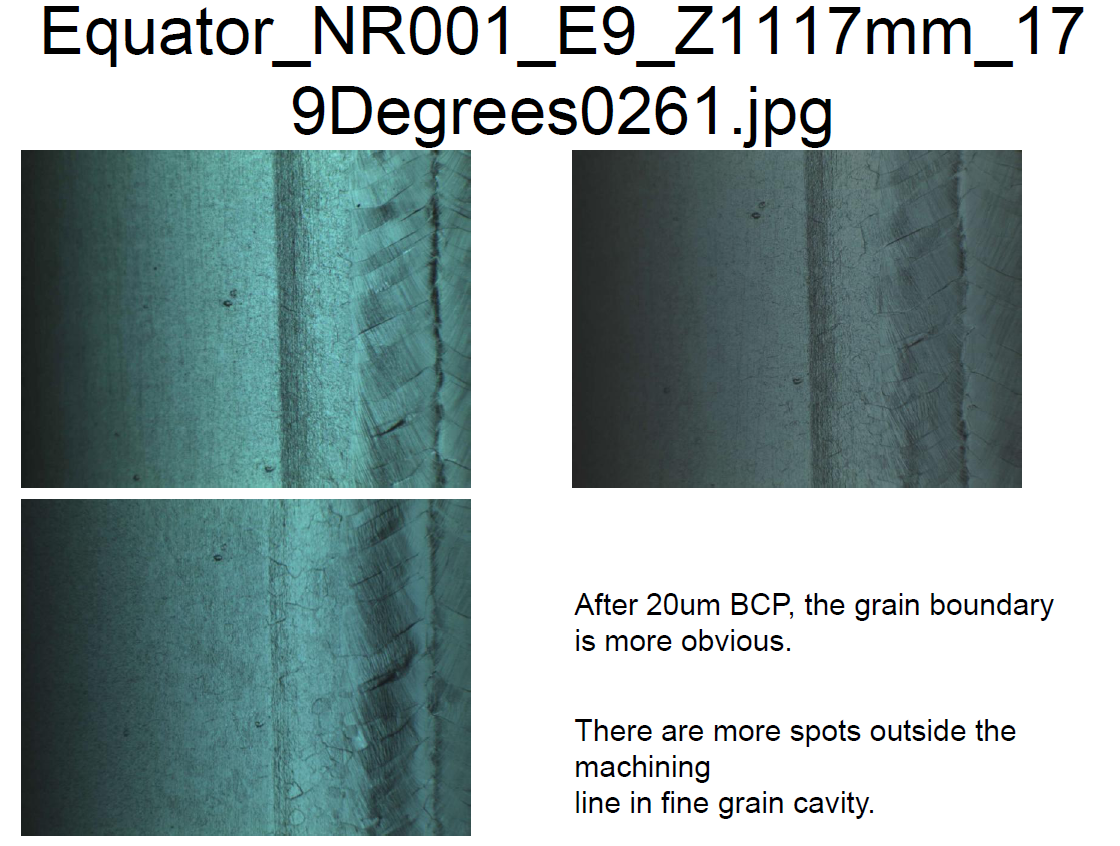 Equator_NR001_E9_Z1117mm_17
9Degrees0261.jpg
After 20um BCP, the grain boundary
is more obvious.
There are more spots outside the
machining
line in fine grain cavity.